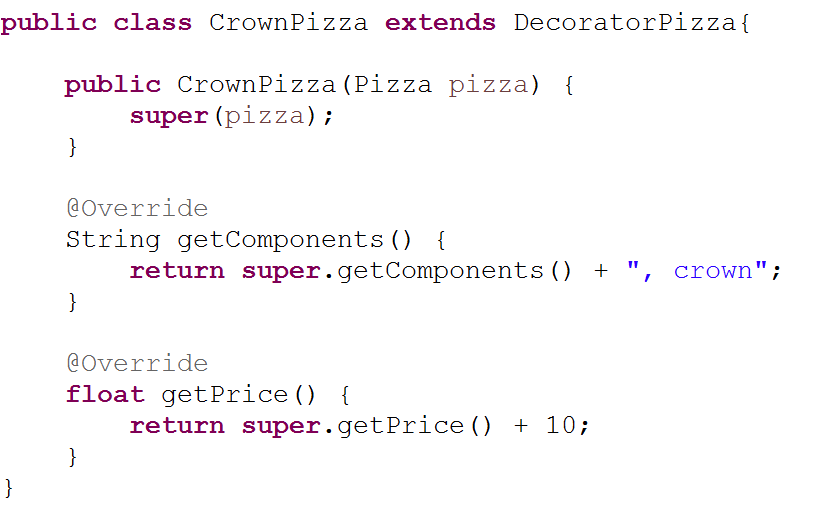 public class CrownPizza extends DecoratorPizza{
public CrownPizza(Pizza pizza) {
super(pizza);
}
@Override
String getComponents() {
return super.getComponents() + ", crown";
}
@Override
float getPrice() {
return super.getPrice() + 10;
}
}